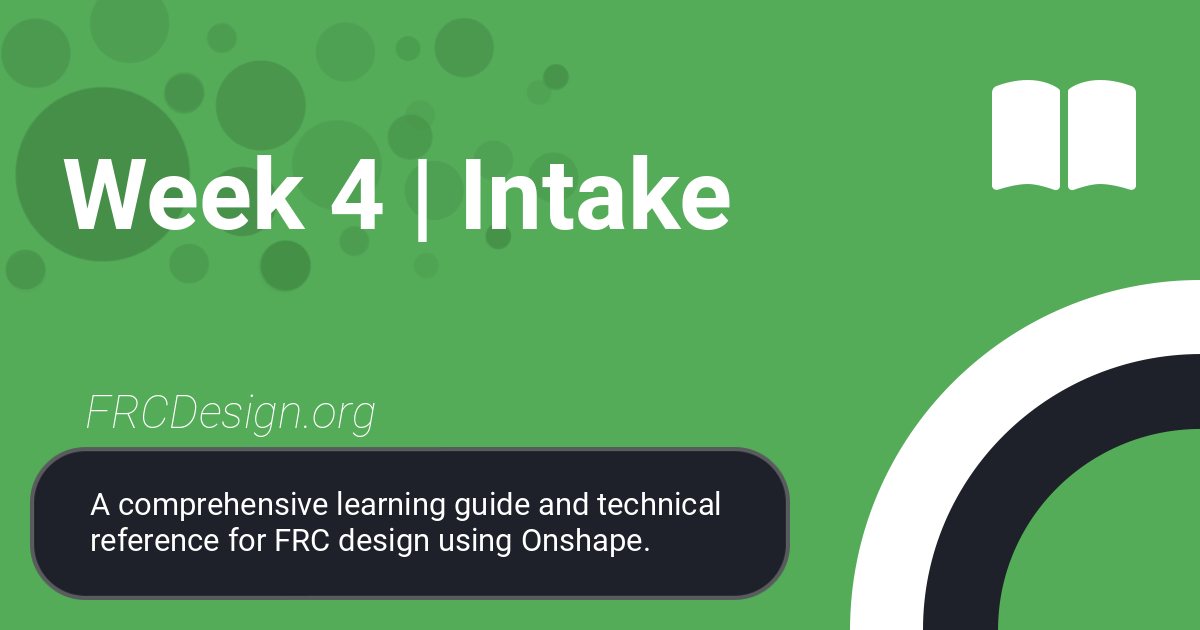 Week 4 | Intake
FRCDesign.org
A comprehensive learning guide and technical
reference for FRC design using Onshape.